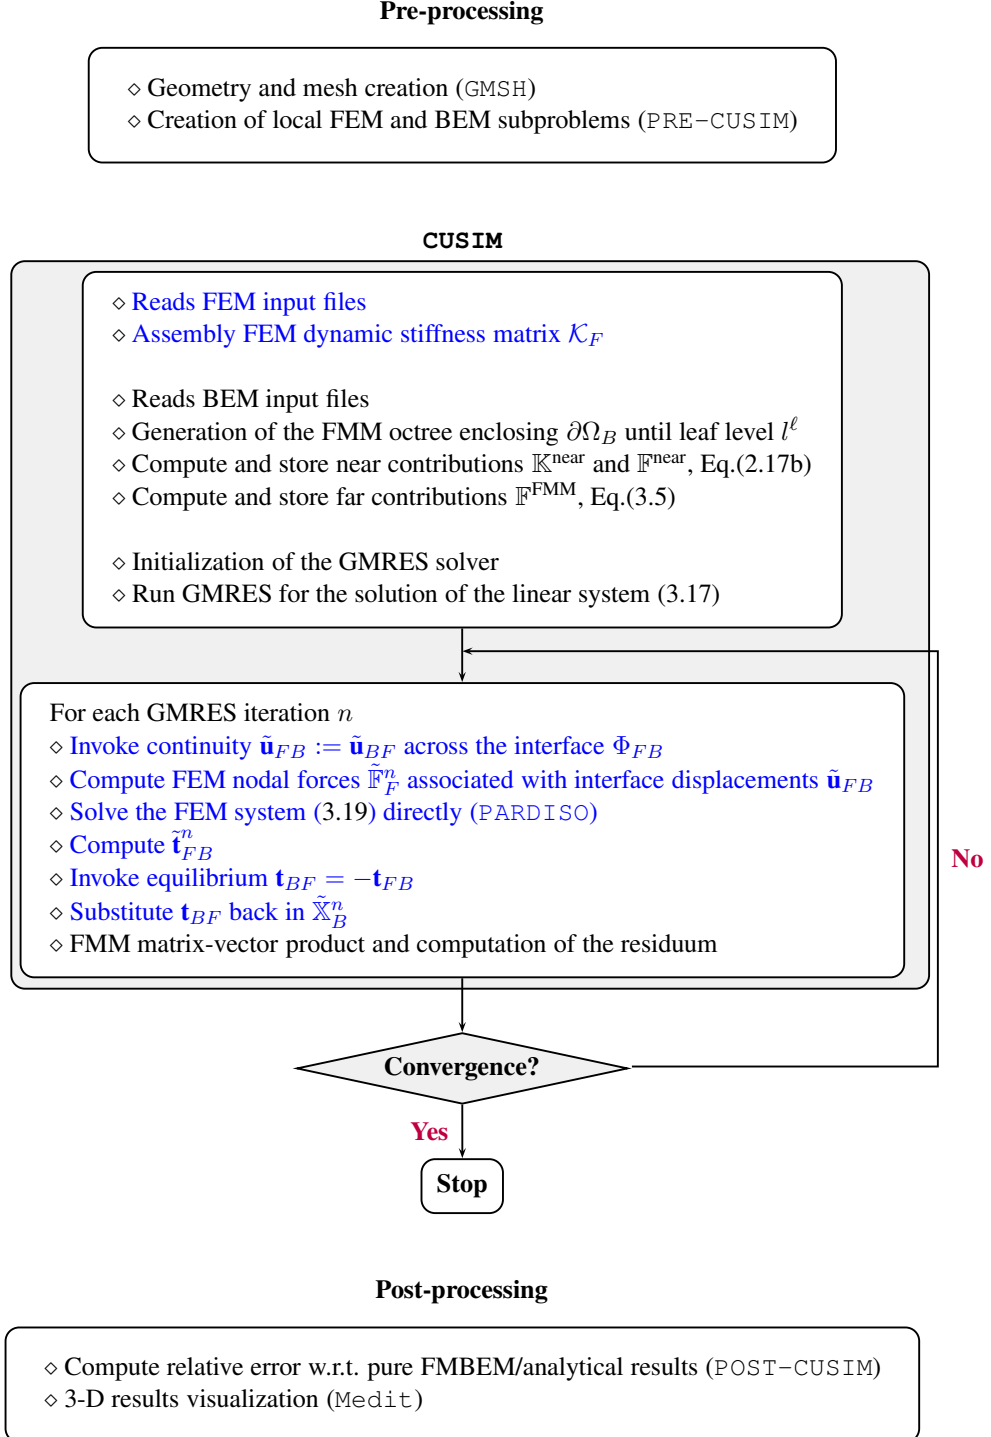 Pre-processing
⋄ Geometry and mesh creation (GMSH)
⋄ Creation of local FEM and BEM subproblems (PRE-CUSIM)
CUSIM
⋄ Reads FEM input files
⋄ Assembly FEM dynamic stiffness matrix 𝒦_F
⋄ Reads BEM input files
⋄ Generation of the FMM octree enclosing ∂Ω_B until leaf level l^ℓ
⋄ Compute and store near contributions 𝕂^near and 𝔽^near, Eq.(2.17b)
⋄ Compute and store far contributions 𝔽^FMM, Eq.(3.5)
⋄ Initialization of the GMRES solver
⋄ Run GMRES for the solution of the linear system (3.17)
For each GMRES iteration n
⋄ Invoke continuity ũ_FB := ũ_BF across the interface Φ_FB
⋄ Compute FEM nodal forces 𝔽̃^n_F associated with interface displacements ũ_FB
⋄ Solve the FEM system (3.19) directly (PARDISO)
⋄ Compute t̃^n_FB
⋄ Invoke equilibrium t_BF = −t_FB
⋄ Substitute t_BF back in 𝕏̃^n_B
⋄ FMM matrix-vector product and computation of the residuum
No
Convergence?
Yes
Stop
Post-processing
⋄ Compute relative error w.r.t. pure FMBEM/analytical results (POST-CUSIM)
⋄ 3-D results visualization (Medit)